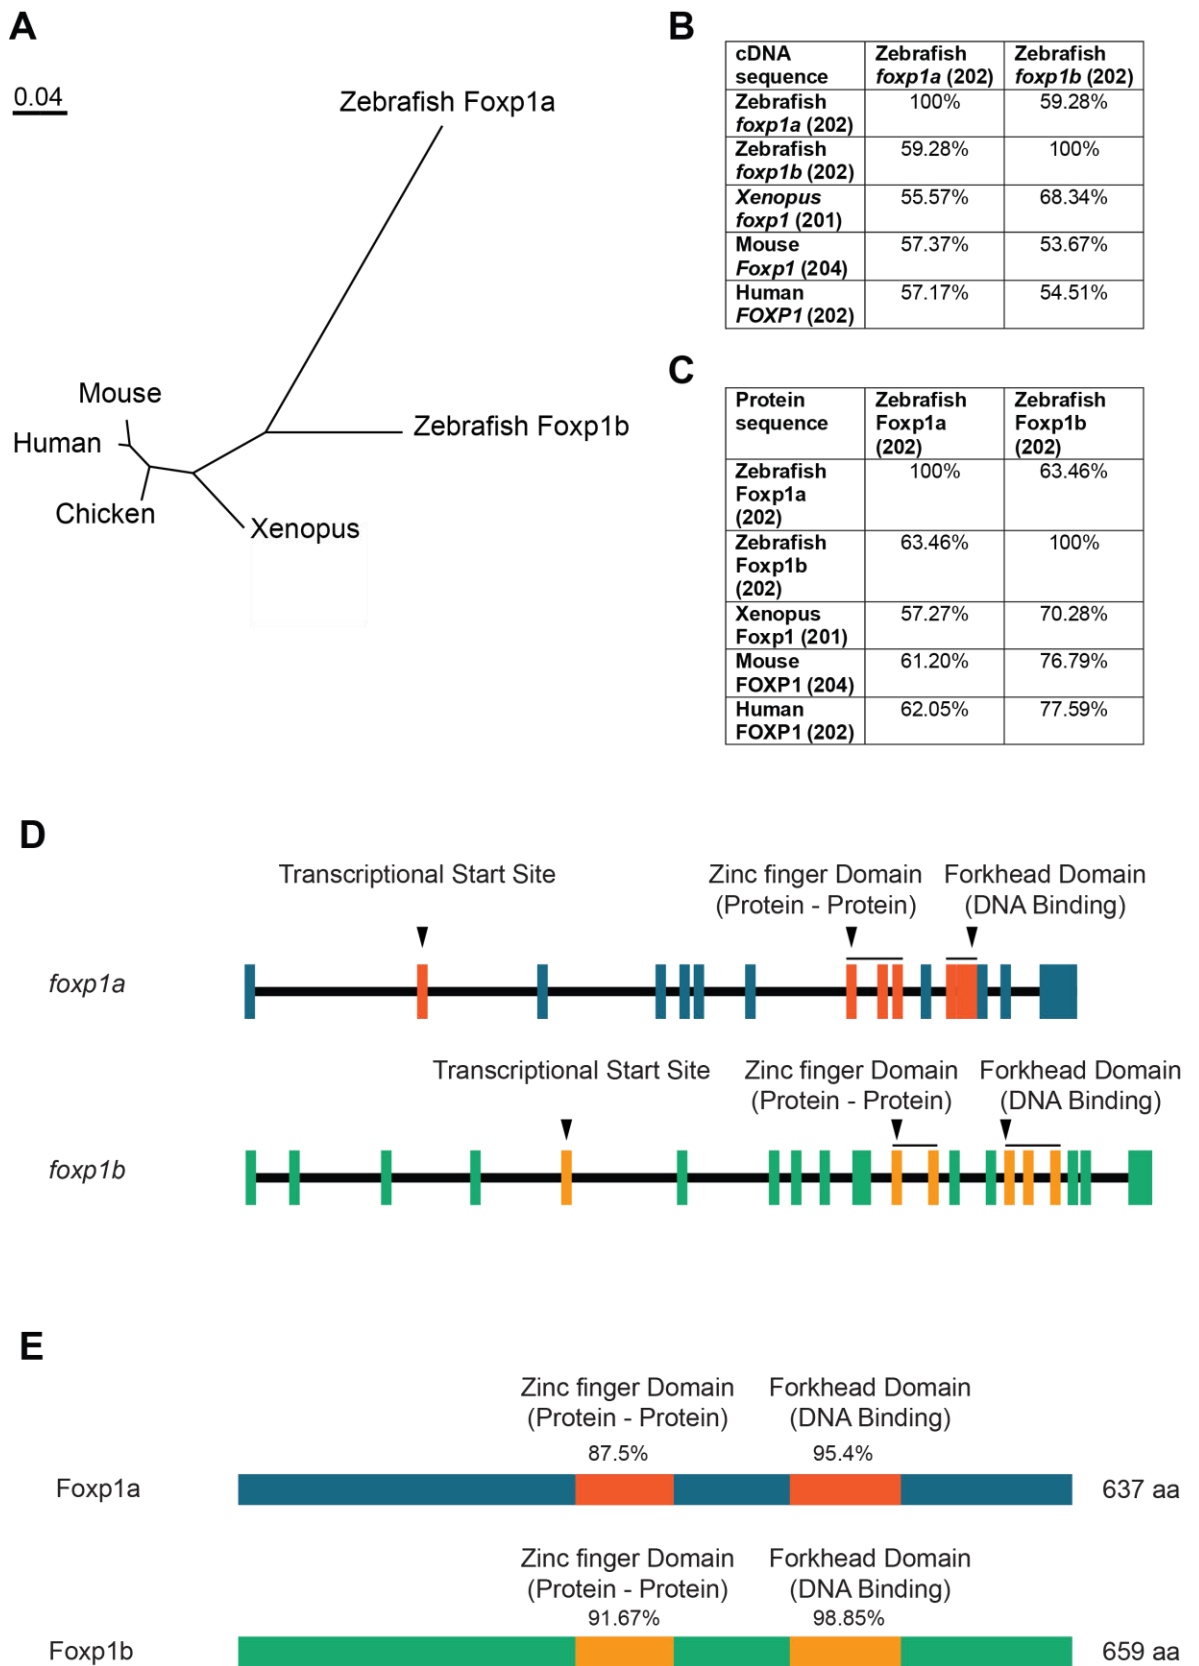 A
0.04
Zebrafish Foxp1a
Mouse
Human
Zebrafish Foxp1b
Chicken
Xenopus
B
cDNA sequence Zebrafish foxp1a (202) Zebrafish foxp1b (202)
Zebrafish foxp1a (202) 100% 59.28%
Zebrafish foxp1b (202) 59.28% 100%
Xenopus foxp1 (201) 55.57% 68.34%
Mouse Foxp1 (204) 57.37% 53.67%
Human FOXP1 (202) 57.17% 54.51%
C
Protein sequence Zebrafish Foxp1a (202) Zebrafish Foxp1b (202)
Zebrafish Foxp1a (202) 100% 63.46%
Zebrafish Foxp1b (202) 63.46% 100%
Xenopus Foxp1 (201) 57.27% 70.28%
Mouse FOXP1 (204) 61.20% 76.79%
Human FOXP1 (202) 62.05% 77.59%
D
Transcriptional Start Site
Zinc finger Domain
(Protein - Protein)
Forkhead Domain
(DNA Binding)
foxp1a
Transcriptional Start Site
Zinc finger Domain
(Protein - Protein)
Forkhead Domain
(DNA Binding)
foxp1b
E
Zinc finger Domain
(Protein - Protein)
87.5%
Forkhead Domain
(DNA Binding)
95.4%
Foxp1a
637 aa
Zinc finger Domain
(Protein - Protein)
91.67%
Forkhead Domain
(DNA Binding)
98.85%
Foxp1b
659 aa